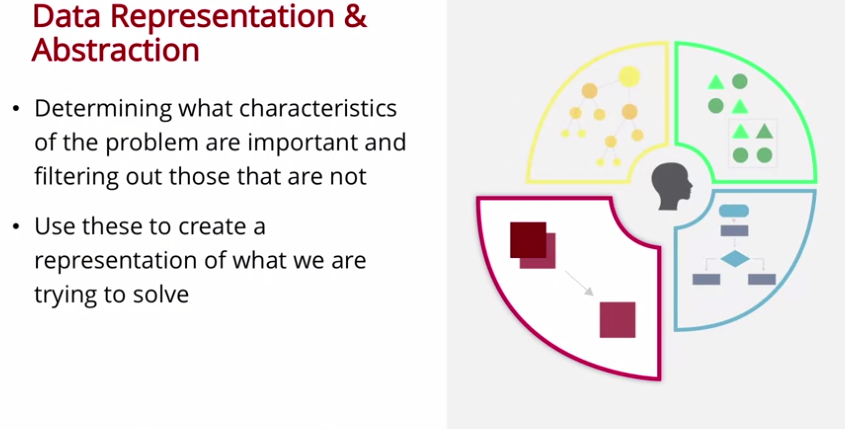 Data Representation &
Abstraction
• Determining what characteristics
of the problem are important and
filtering out those that are not
• Use these to create a
representation of what we are
trying to solve